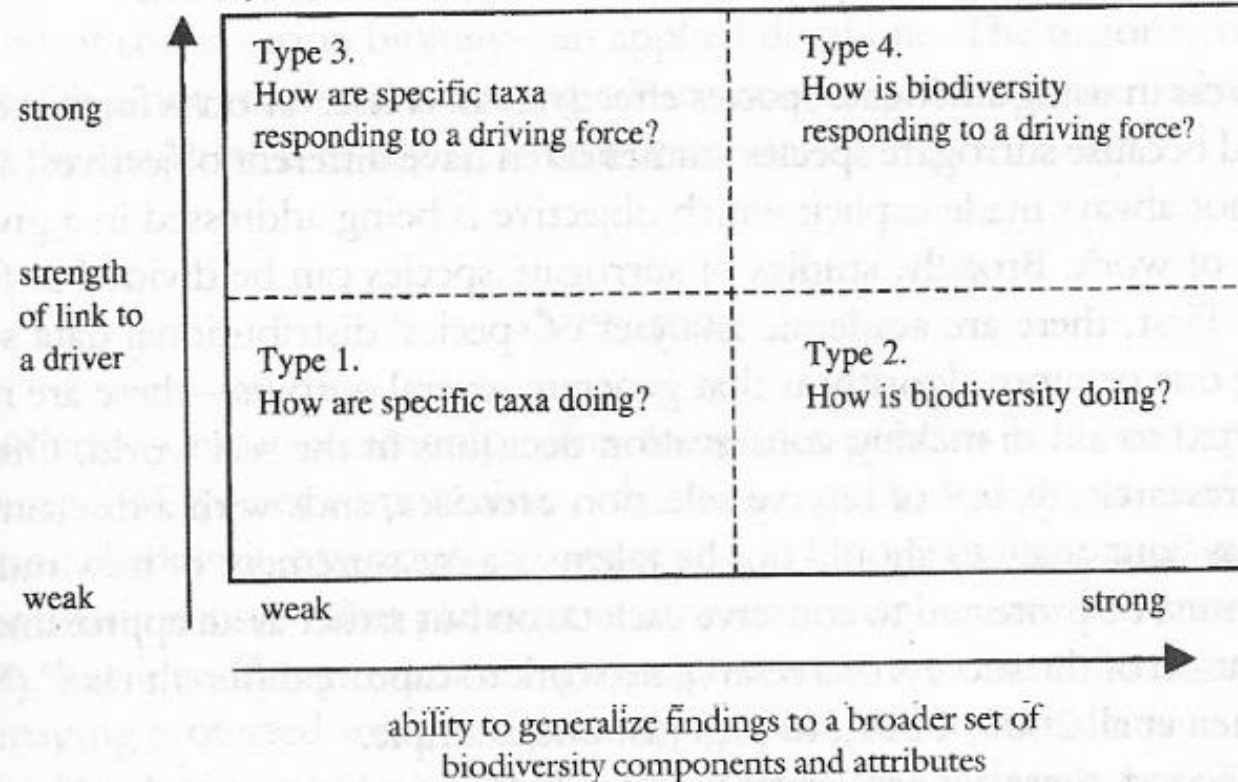 Type 3.
How are specific taxa
responding to a driving force?
Type 4.
How is biodiversity
responding to a driving force?
strong
strength
of link to
a driver
Type 1.
How are specific taxa doing?
Type 2.
How is biodiversity doing?
weak
weak
strong
ability to generalize findings to a broader set of
biodiversity components and attributes